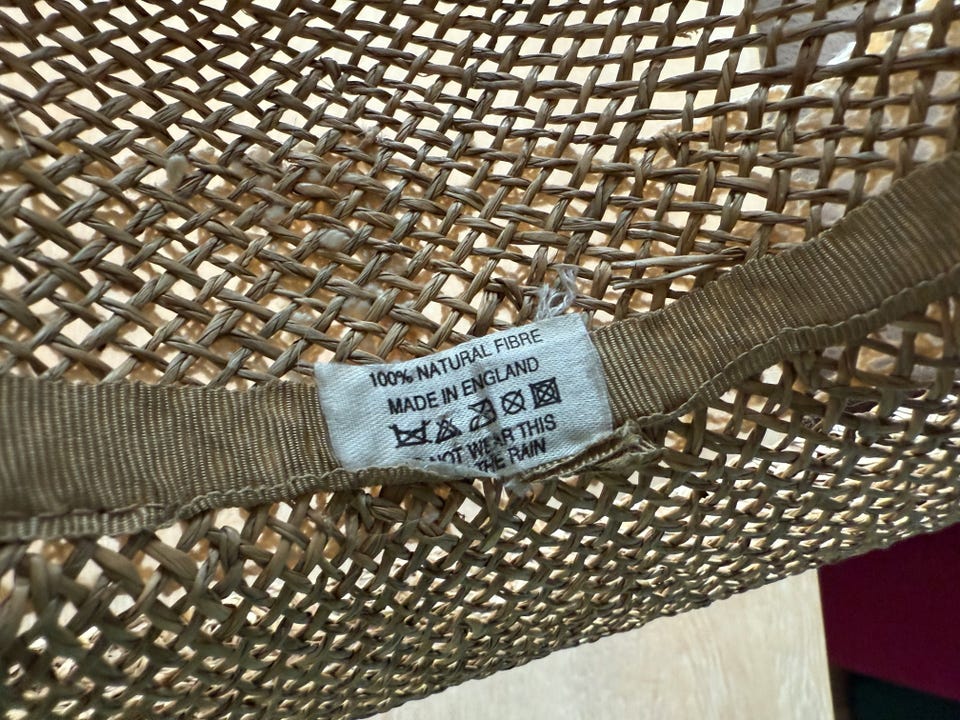 100% NATURAL FIBRE
MADE IN ENGLAND
NOT WEAR THIS
THE RAIN